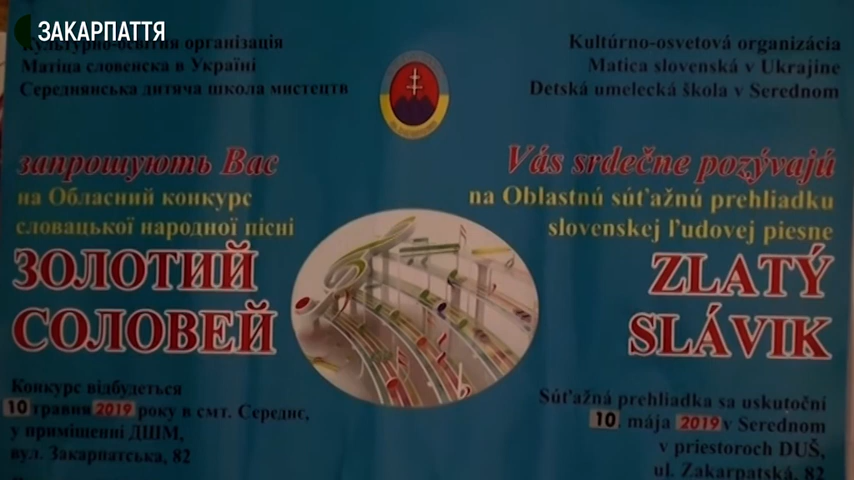 ЗАКАРПАТТЯ
Культурно-освітня організація
Матіца словенска в Україні
Середнянська дитяча школа мистецтв
запрошують Вас
на Обласний конкурс
словацької народної пісні
ЗОЛОТИЙ
СОЛОВЕЙ
Конкурс відбудеться
10 травня 2019 року в смт. Середнє,
у приміщенні ДШМ,
вул. Закарпатська, 82
Kultúrno-osvetová organizácia
Matica slovenská v Ukrajine
Detská umelecká škola v Serednom
Vás srdečne pozývajú
na Oblastnú súťažnú prehliadku
slovenskej ľudovej piesne
ZLATÝ
SLÁVIK
Súťažná prehliadka sa uskutoční
10. mája 2019 v Serednom
v priestoroch DUŠ,
ul. Zakarpatská, 82